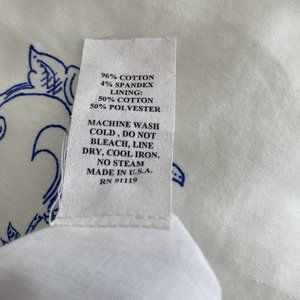 96% COTTON
4% SPANDEX
LINING:
50% COTTON
50% POLYESTER
MACHINE WASH
COLD , DO NOT
BLEACH, LINE
DRY, COOL IRON.
NO STEAM
MADE IN U.S.A.
RN 91119